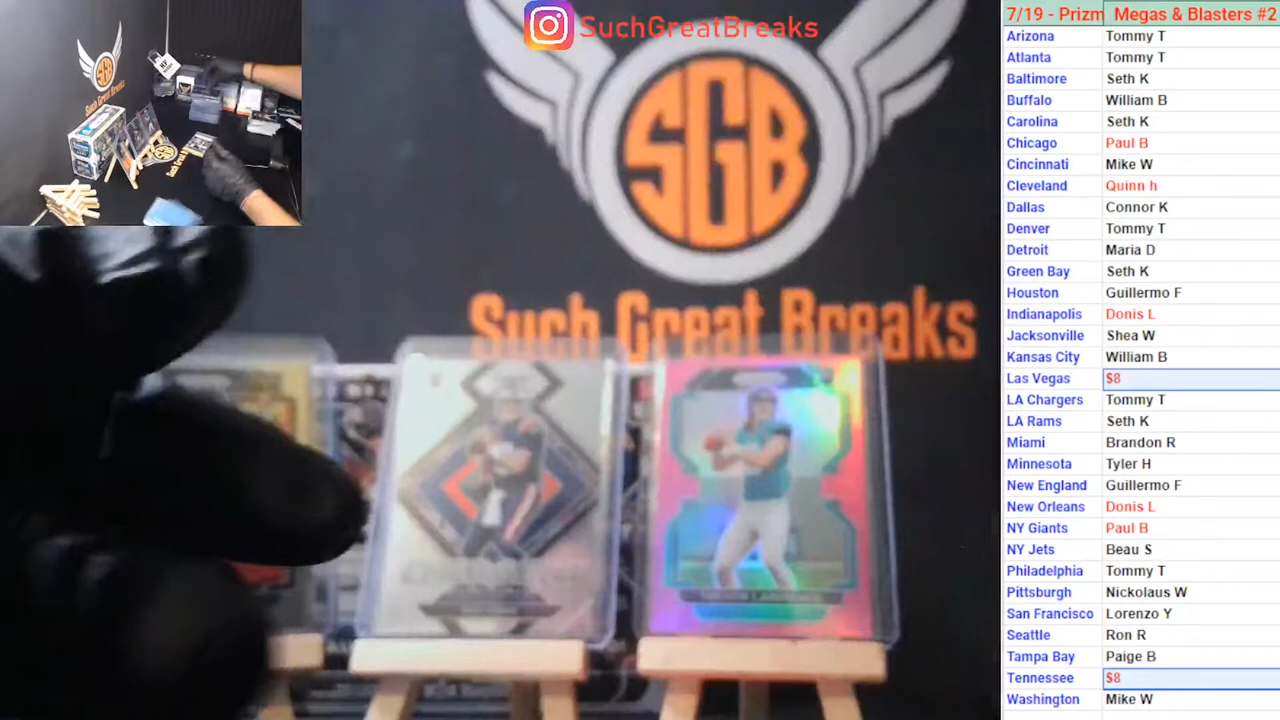 SuchGreatBreaks
SGB
Such Great Breaks
SGB
Such Great Breaks
7/19 - Prizm Megas & Blasters #2
Arizona Tommy T
Atlanta Tommy T
Baltimore Seth K
Buffalo William B
Carolina Seth K
Chicago Paul B
Cincinnati Mike W
Cleveland Quinn h
Dallas Connor K
Denver Tommy T
Detroit Maria D
Green Bay Seth K
Houston Guillermo F
Indianapolis Donis L
Jacksonville Shea W
Kansas City William B
Las Vegas $8
LA Chargers Tommy T
LA Rams Seth K
Miami Brandon R
Minnesota Tyler H
New England Guillermo F
New Orleans Donis L
NY Giants Paul B
NY Jets Beau S
Philadelphia Tommy T
Pittsburgh Nickolaus W
San Francisco Lorenzo Y
Seattle Ron R
Tampa Bay Paige B
Tennessee $8
Washington Mike W